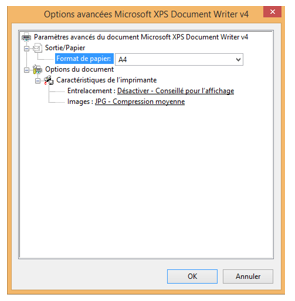 Options avancées Microsoft XPS Document Writer v4
Paramètres avancés du document Microsoft XPS Document Writer v4
Sortie/Papier
Format de papier: A4
Options du document
Caractéristiques de l'imprimante
Entrelacement : Désactiver - Conseillé pour l'affichage
Images : JPG - Compression moyenne
OK Annuler